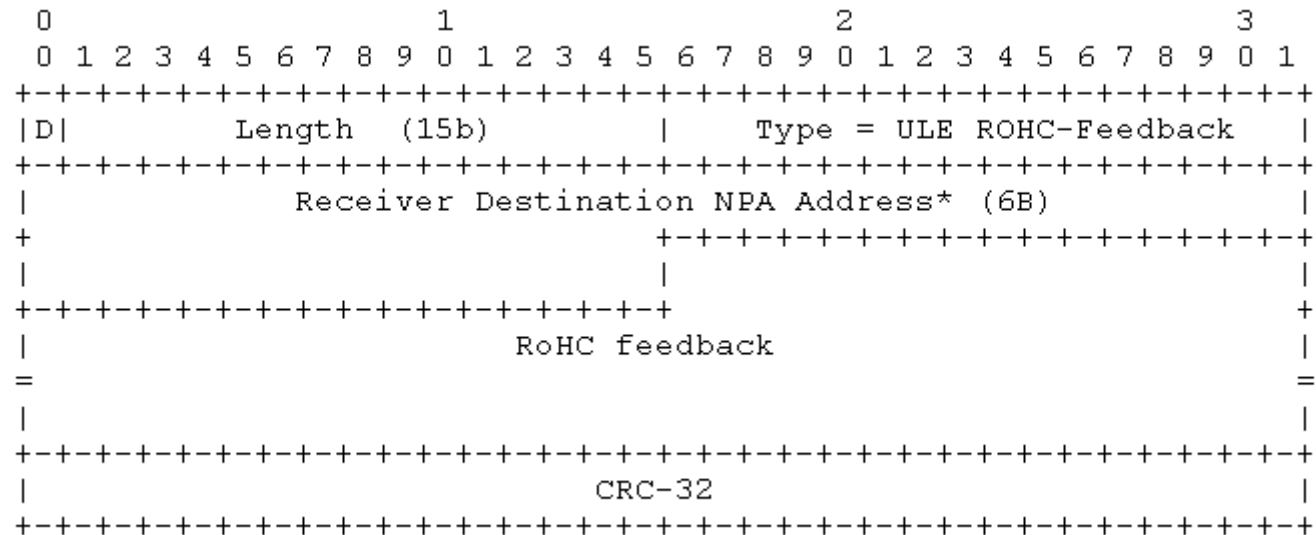 0                   1                   2                   3
 0 1 2 3 4 5 6 7 8 9 0 1 2 3 4 5 6 7 8 9 0 1 2 3 4 5 6 7 8 9 0 1
+-+-+-+-+-+-+-+-+-+-+-+-+-+-+-+-+-+-+-+-+-+-+-+-+-+-+-+-+-+-+-+-+
|D|        Length  (15b)        |    Type = ULE ROHC-Feedback   |
+-+-+-+-+-+-+-+-+-+-+-+-+-+-+-+-+-+-+-+-+-+-+-+-+-+-+-+-+-+-+-+-+
|             Receiver Destination NPA Address* (6B)            |
+                               +-+-+-+-+-+-+-+-+-+-+-+-+-+-+-+-+
|                               |                               |
+-+-+-+-+-+-+-+-+-+-+-+-+-+-+-+-+                               +
|                        RoHC feedback                          |
=                                                               =
|                                                               |
+-+-+-+-+-+-+-+-+-+-+-+-+-+-+-+-+-+-+-+-+-+-+-+-+-+-+-+-+-+-+-+-+
|                            CRC-32                             |
+-+-+-+-+-+-+-+-+-+-+-+-+-+-+-+-+-+-+-+-+-+-+-+-+-+-+-+-+-+-+-+-+